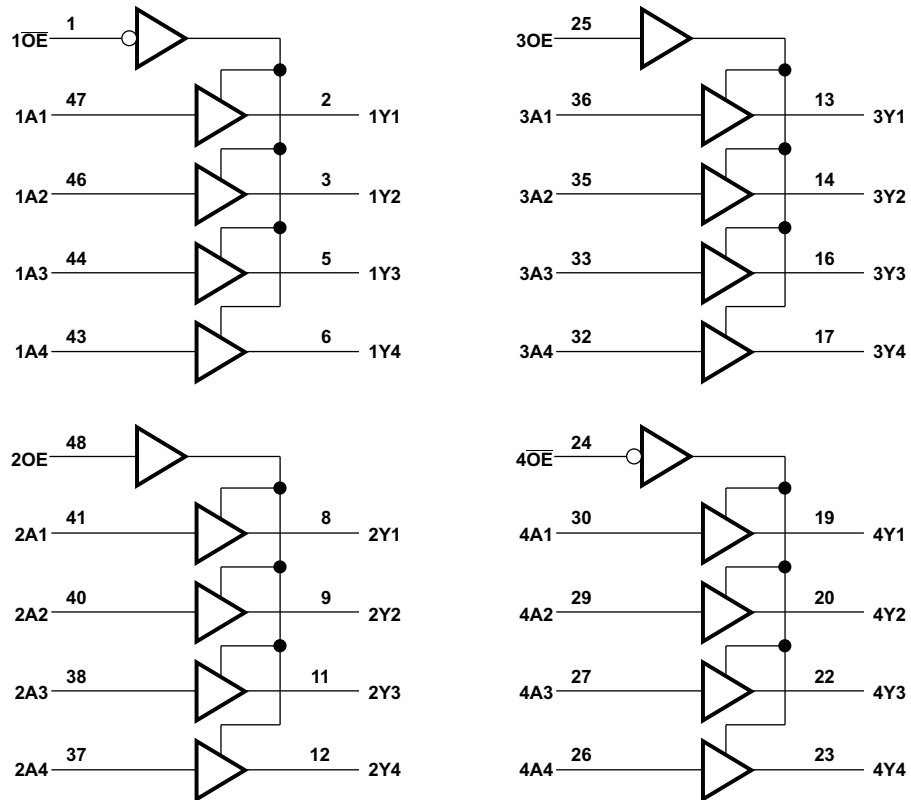 1O̅E̅ 1
1A1 47 2 1Y1
1A2 46 3 1Y2
1A3 44 5 1Y3
1A4 43 6 1Y4
3OE 25
3A1 36 13 3Y1
3A2 35 14 3Y2
3A3 33 16 3Y3
3A4 32 17 3Y4
2OE 48
2A1 41 8 2Y1
2A2 40 9 2Y2
2A3 38 11 2Y3
2A4 37 12 2Y4
4O̅E̅ 24
4A1 30 19 4Y1
4A2 29 20 4Y2
4A3 27 22 4Y3
4A4 26 23 4Y4